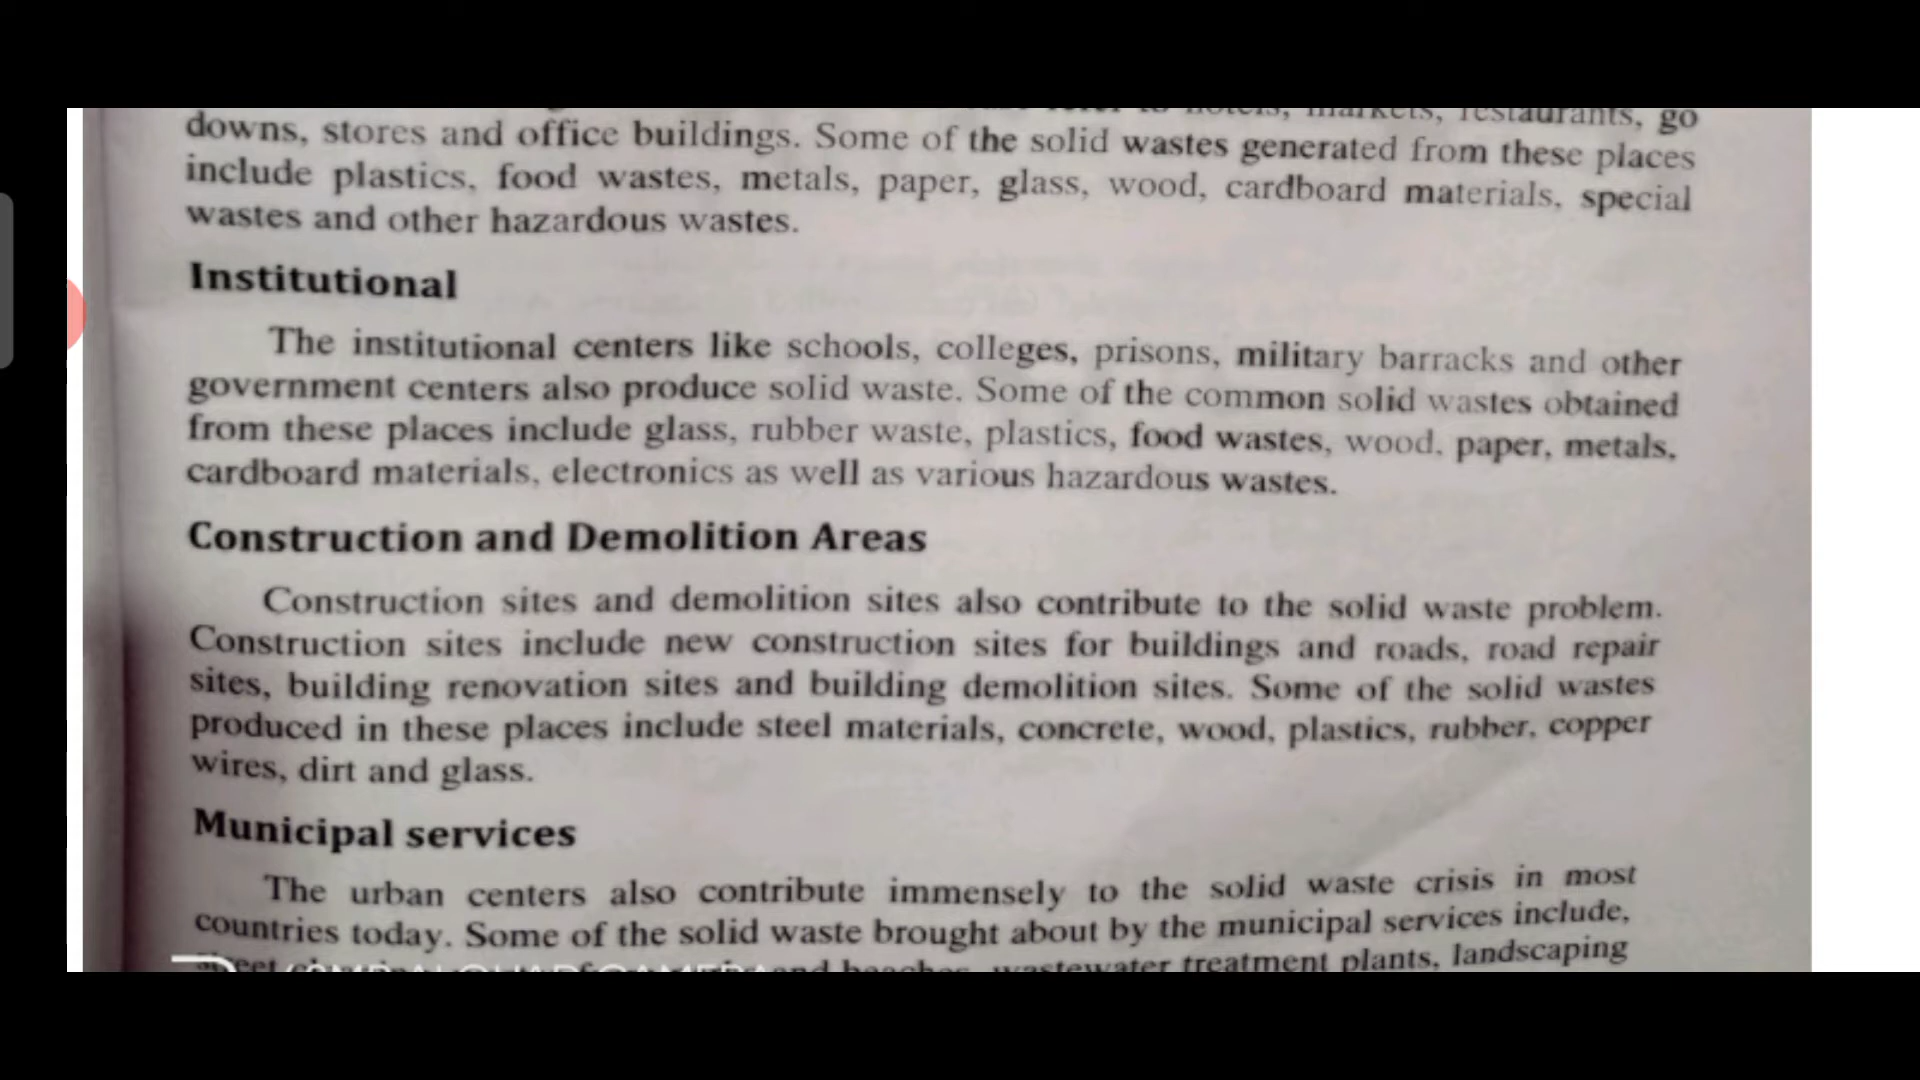 refer to hotels, markets, restaurants, go
downs, stores and office buildings. Some of the solid wastes generated from these places
include plastics, food wastes, metals, paper, glass, wood, cardboard materials, special
wastes and other hazardous wastes.
Institutional
The institutional centers like schools, colleges, prisons, military barracks and other
government centers also produce solid waste. Some of the common solid wastes obtained
from these places include glass, rubber waste, plastics, food wastes, wood, paper, metals,
cardboard materials, electronics as well as various hazardous wastes.
Construction and Demolition Areas
Construction sites and demolition sites also contribute to the solid waste problem.
Construction sites include new construction sites for buildings and roads, road repair
sites, building renovation sites and building demolition sites. Some of the solid wastes
produced in these places include steel materials, concrete, wood, plastics, rubber, copper
wires, dirt and glass.
Municipal services
The urban centers also contribute immensely to the solid waste crisis in most
countries today. Some of the solid waste brought about by the municipal services include,
and beaches, wastewater treatment plants, landscaping